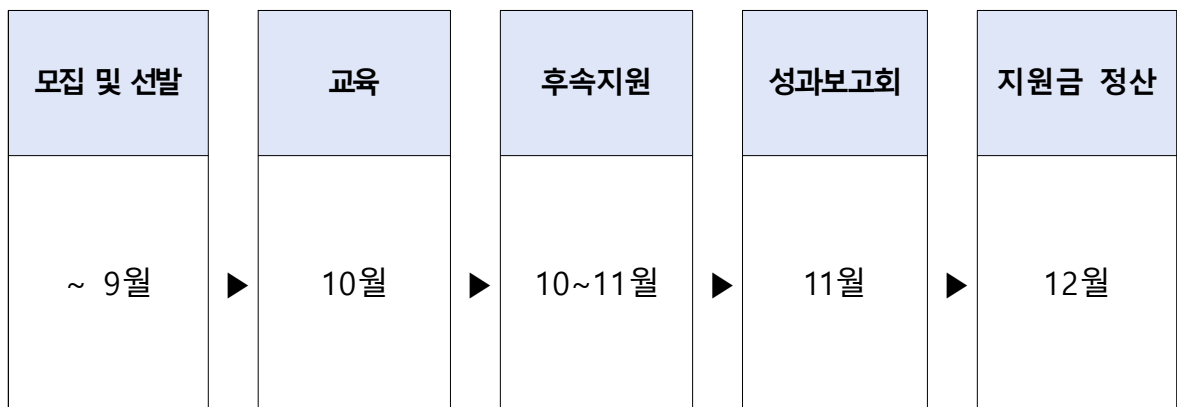 모집 및 선발
교육
후속지원
성과보고회
지원금 정산
~ 9월 ▶ 10월 ▶ 10~11월 ▶ 11월 ▶ 12월